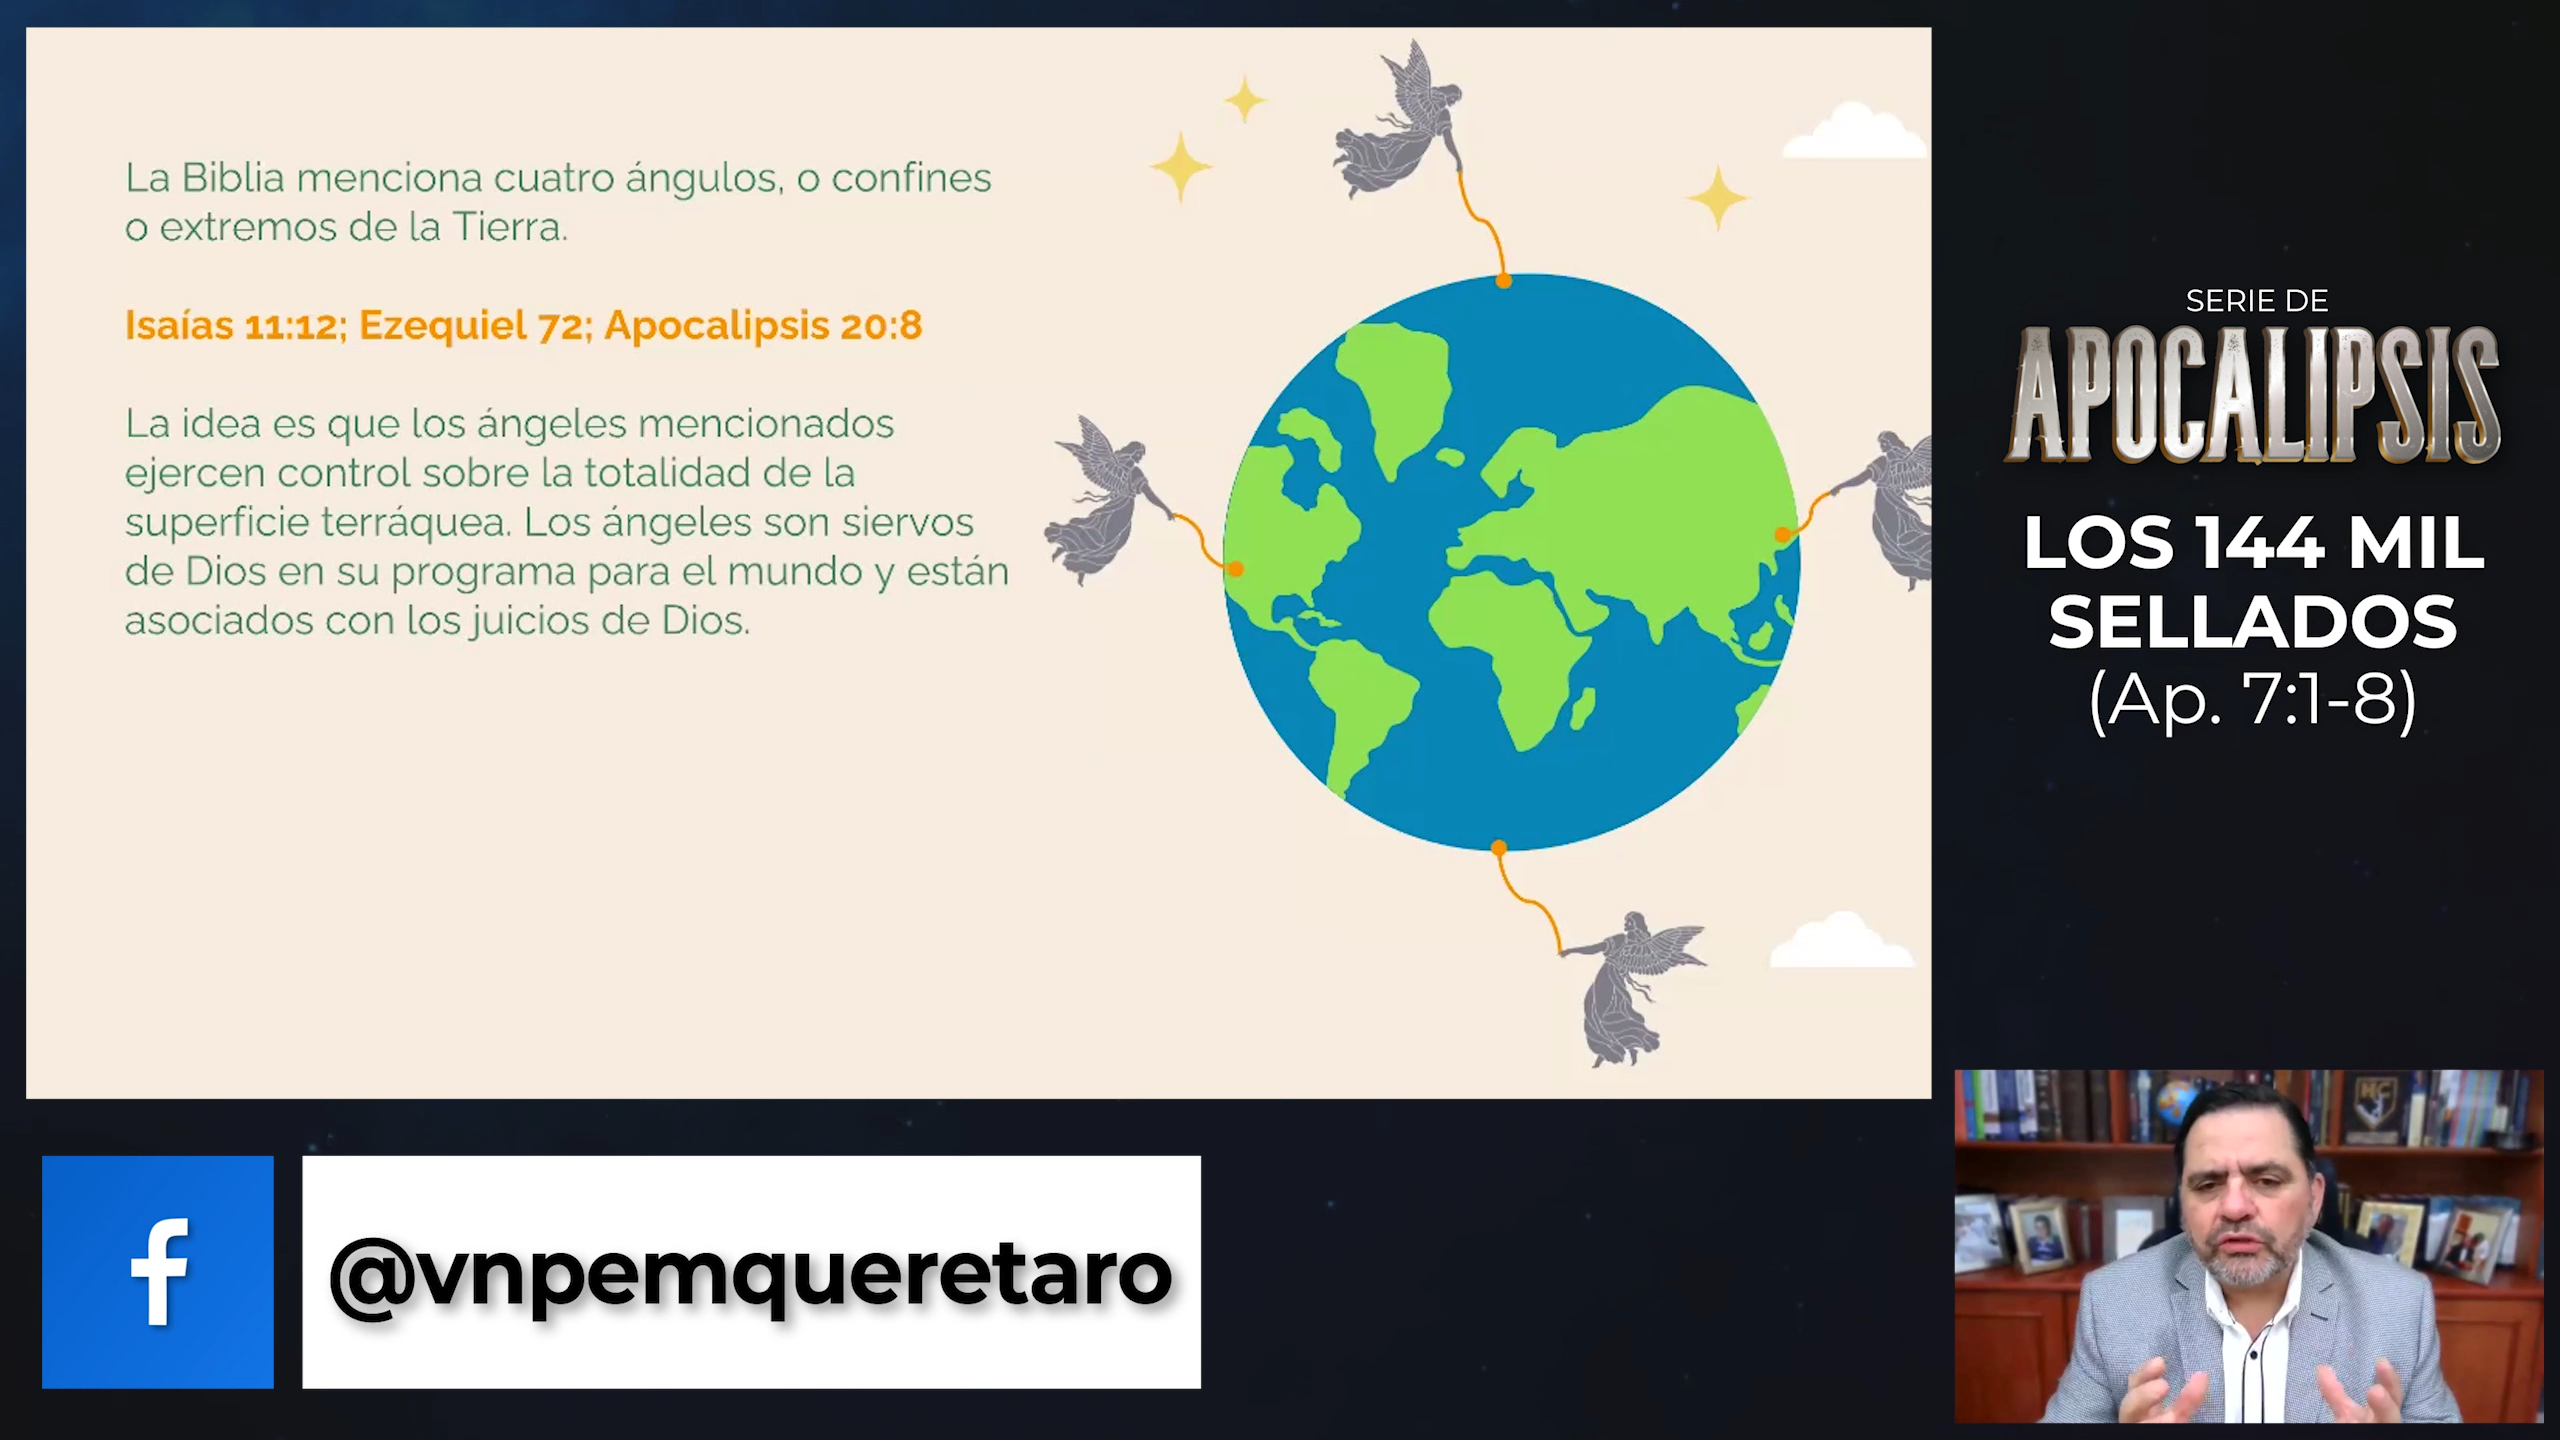 La Biblia menciona cuatro ángulos, o confines
o extremos de la Tierra.
Isaías 11:12; Ezequiel 72; Apocalipsis 20:8
La idea es que los ángeles mencionados
ejercen control sobre la totalidad de la
superficie terráquea. Los ángeles son siervos
de Dios en su programa para el mundo y están
asociados con los juicios de Dios.
SERIE DE
APOCALIPSIS
LOS 144 MIL
SELLADOS
(Ap. 7:1-8)
f
@vnpemqueretaro
HC